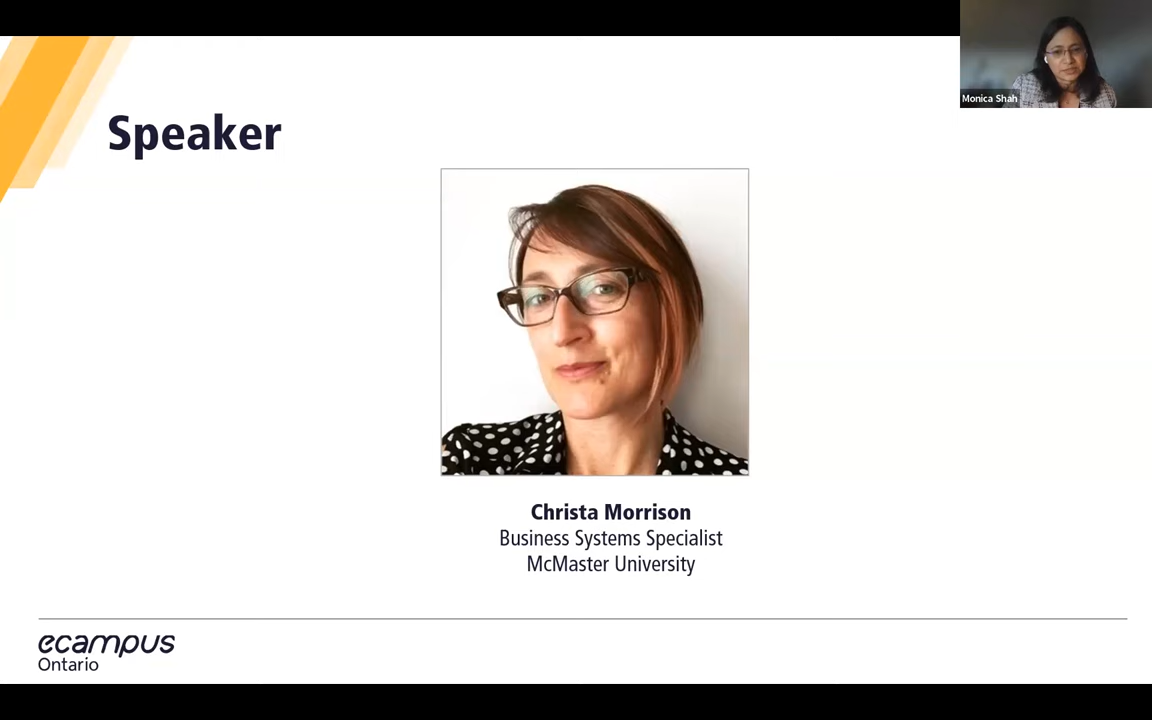 Monica Shah
Speaker
Christa Morrison
Business Systems Specialist
McMaster University
ecampus
Ontario